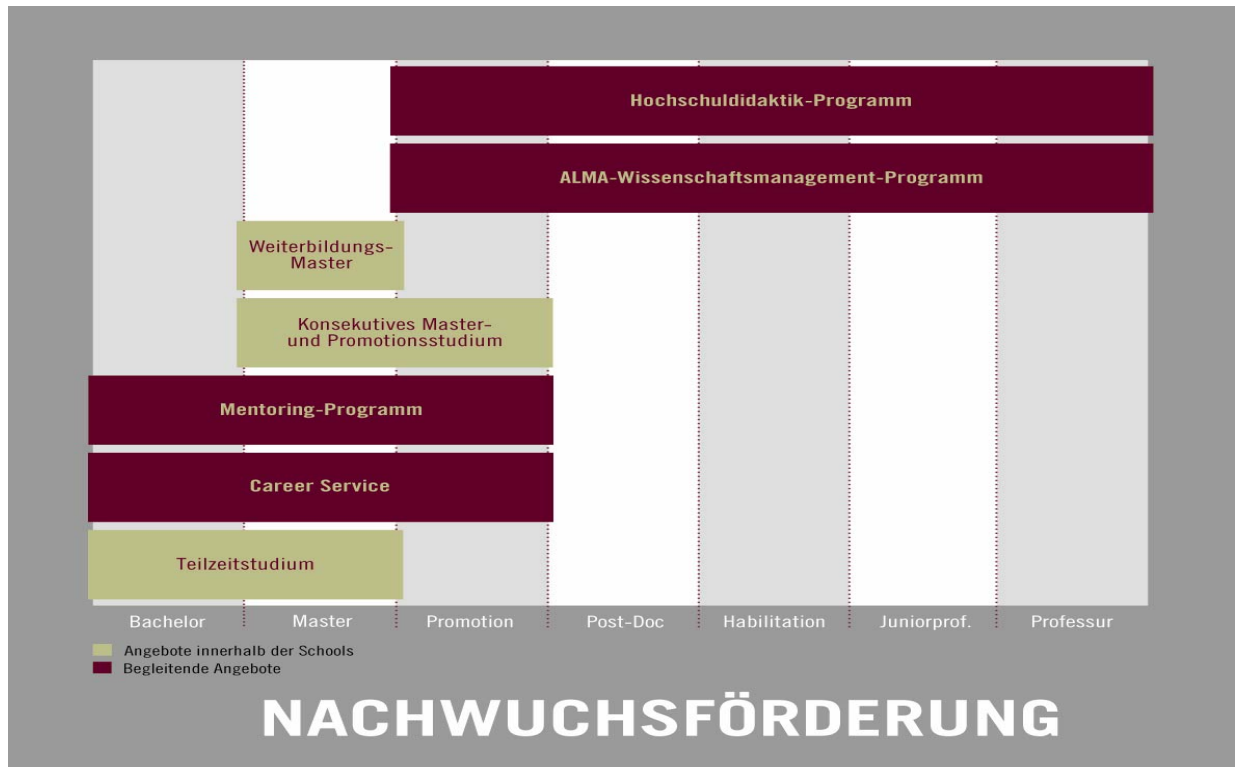 Hochschuldidaktik-Programm
ALMA-Wissenschaftsmanagement-Programm
Weiterbildungs-
Master
Konsekutives Master-
und Promotionsstudium
Mentoring-Programm
Career Service
Teilzeitstudium
Bachelor Master Promotion Post-Doc Habilitation Juniorprof. Professur
Angebote innerhalb der Schools
Begleitende Angebote
NACHWUCHSFÖRDERUNG